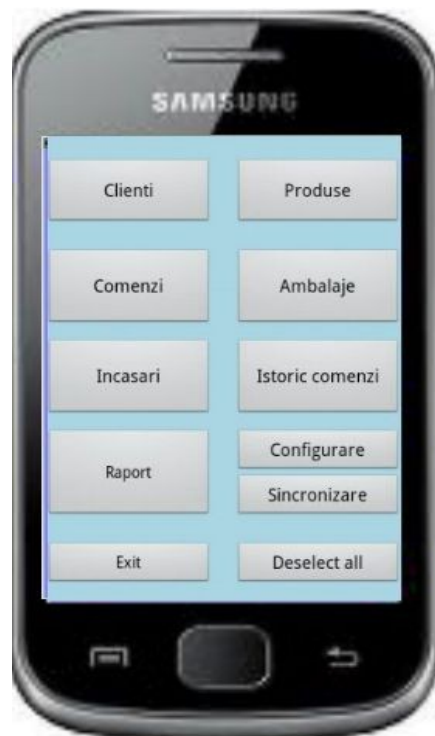 SAMSUNG
Clienti
Produse
Comenzi
Ambalaje
Incasari
Istoric comenzi
Raport
Configurare
Sincronizare
Exit
Deselect all